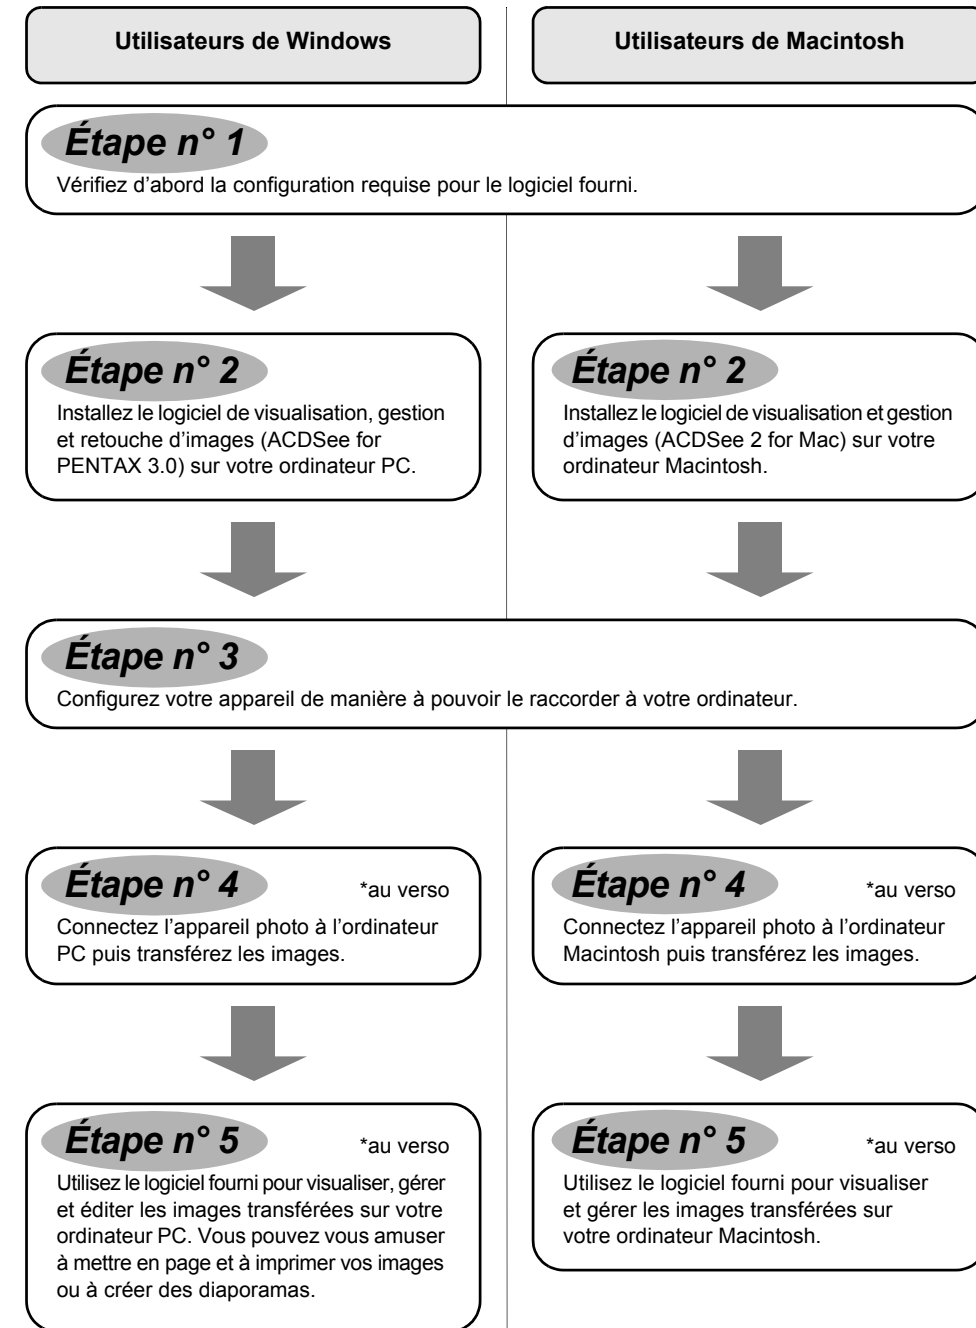 Utilisateurs de Windows
Utilisateurs de Macintosh
Étape n° 1
Vérifiez d'abord la configuration requise pour le logiciel fourni.
Étape n° 2
Installez le logiciel de visualisation, gestion
et retouche d'images (ACDSee for
PENTAX 3.0) sur votre ordinateur PC.
Étape n° 2
Installez le logiciel de visualisation et gestion
d'images (ACDSee 2 for Mac) sur votre
ordinateur Macintosh.
Étape n° 3
Configurez votre appareil de manière à pouvoir le raccorder à votre ordinateur.
Étape n° 4 *au verso
Connectez l'appareil photo à l'ordinateur
PC puis transférez les images.
Étape n° 4 *au verso
Connectez l'appareil photo à l'ordinateur
Macintosh puis transférez les images.
Étape n° 5 *au verso
Utilisez le logiciel fourni pour visualiser, gérer
et éditer les images transférées sur votre
ordinateur PC. Vous pouvez vous amuser
à mettre en page et à imprimer vos images
ou à créer des diaporamas.
Étape n° 5 *au verso
Utilisez le logiciel fourni pour visualiser
et gérer les images transférées sur
votre ordinateur Macintosh.